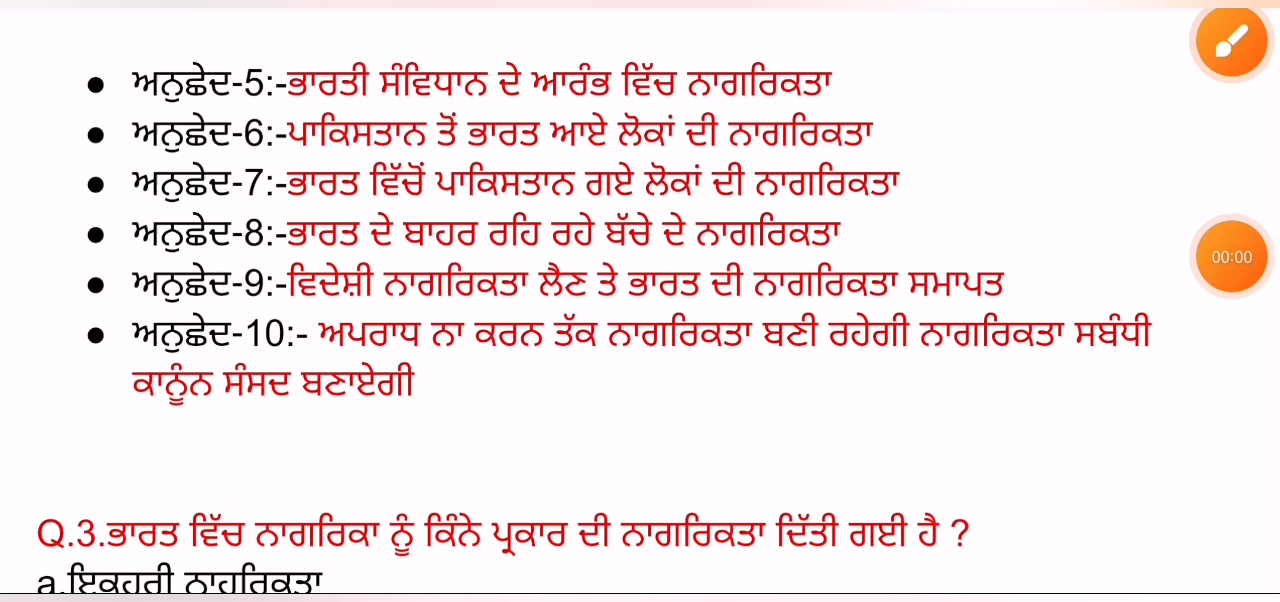 ● ਅਨੁਛੇਦ-5:-ਭਾਰਤੀ ਸੰਵਿਧਾਨ ਦੇ ਆਰੰਭ ਵਿੱਚ ਨਾਗਰਿਕਤਾ
● ਅਨੁਛੇਦ-6:-ਪਾਕਿਸਤਾਨ ਤੋਂ ਭਾਰਤ ਆਏ ਲੋਕਾਂ ਦੀ ਨਾਗਰਿਕਤਾ
● ਅਨੁਛੇਦ-7:-ਭਾਰਤ ਵਿੱਚੋਂ ਪਾਕਿਸਤਾਨ ਗਏ ਲੋਕਾਂ ਦੀ ਨਾਗਰਿਕਤਾ
● ਅਨੁਛੇਦ-8:-ਭਾਰਤ ਦੇ ਬਾਹਰ ਰਹਿ ਰਹੇ ਬੱਚੇ ਦੇ ਨਾਗਰਿਕਤਾ
00:00
● ਅਨੁਛੇਦ-9:-ਵਿਦੇਸ਼ੀ ਨਾਗਰਿਕਤਾ ਲੈਣ ਤੇ ਭਾਰਤ ਦੀ ਨਾਗਰਿਕਤਾ ਸਮਾਪਤ
● ਅਨੁਛੇਦ-10:- ਅਪਰਾਧ ਨਾ ਕਰਨ ਤੱਕ ਨਾਗਰਿਕਤਾ ਬਣੀ ਰਹੇਗੀ ਨਾਗਰਿਕਤਾ ਸਬੰਧੀ
ਕਾਨੂੰਨ ਸੰਸਦ ਬਣਾਏਗੀ
Q.3.ਭਾਰਤ ਵਿੱਚ ਨਾਗਰਿਕਾ ਨੂੰ ਕਿੰਨੇ ਪ੍ਰਕਾਰ ਦੀ ਨਾਗਰਿਕਤਾ ਦਿੱਤੀ ਗਈ ਹੈ ?
a.ਇਕਹਰੀ ਨਾਹਰਿਕਤਾ